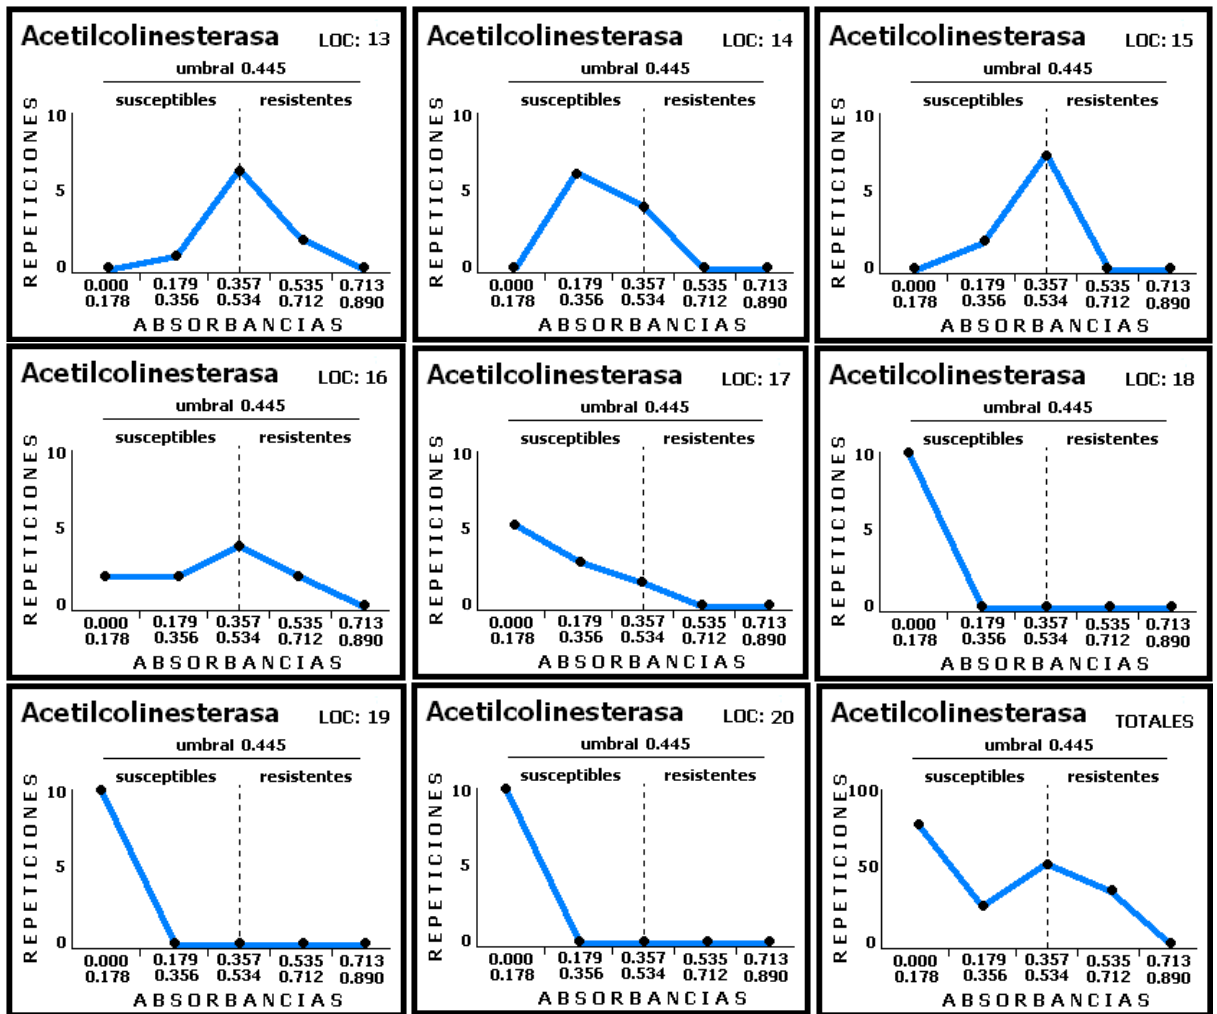 Acetilcolinesterasa LOC: 13
umbral 0.445
susceptibles resistentes
REPETICIONES
10
5
0
0.000 0.179 0.357 0.535 0.713
0.178 0.356 0.534 0.712 0.890
ABSORBANCIAS
Acetilcolinesterasa LOC: 14
umbral 0.445
susceptibles resistentes
REPETICIONES
10
5
0
0.000 0.179 0.357 0.535 0.713
0.178 0.356 0.534 0.712 0.890
ABSORBANCIAS
Acetilcolinesterasa LOC: 15
umbral 0.445
susceptibles resistentes
REPETICIONES
10
5
0
0.000 0.179 0.357 0.535 0.713
0.178 0.356 0.534 0.712 0.890
ABSORBANCIAS
Acetilcolinesterasa LOC: 16
umbral 0.445
susceptibles resistentes
REPETICIONES
10
5
0
0.000 0.179 0.357 0.535 0.713
0.178 0.356 0.534 0.712 0.890
ABSORBANCIAS
Acetilcolinesterasa LOC: 17
umbral 0.445
susceptibles resistentes
REPETICIONES
10
5
0
0.000 0.179 0.357 0.535 0.713
0.178 0.356 0.534 0.712 0.890
ABSORBANCIAS
Acetilcolinesterasa LOC: 18
umbral 0.445
susceptibles resistentes
REPETICIONES
10
5
0
0.000 0.179 0.357 0.535 0.713
0.178 0.356 0.534 0.712 0.890
ABSORBANCIAS
Acetilcolinesterasa LOC: 19
umbral 0.445
susceptibles resistentes
REPETICIONES
10
5
0
0.000 0.179 0.357 0.535 0.713
0.178 0.356 0.534 0.712 0.890
ABSORBANCIAS
Acetilcolinesterasa LOC: 20
umbral 0.445
susceptibles resistentes
REPETICIONES
10
5
0
0.000 0.179 0.357 0.535 0.713
0.178 0.356 0.534 0.712 0.890
ABSORBANCIAS
Acetilcolinesterasa TOTALES
umbral 0.445
susceptibles resistentes
REPETICIONES
100
50
0
0.000 0.179 0.357 0.535 0.713
0.178 0.356 0.534 0.712 0.890
ABSORBANCIAS